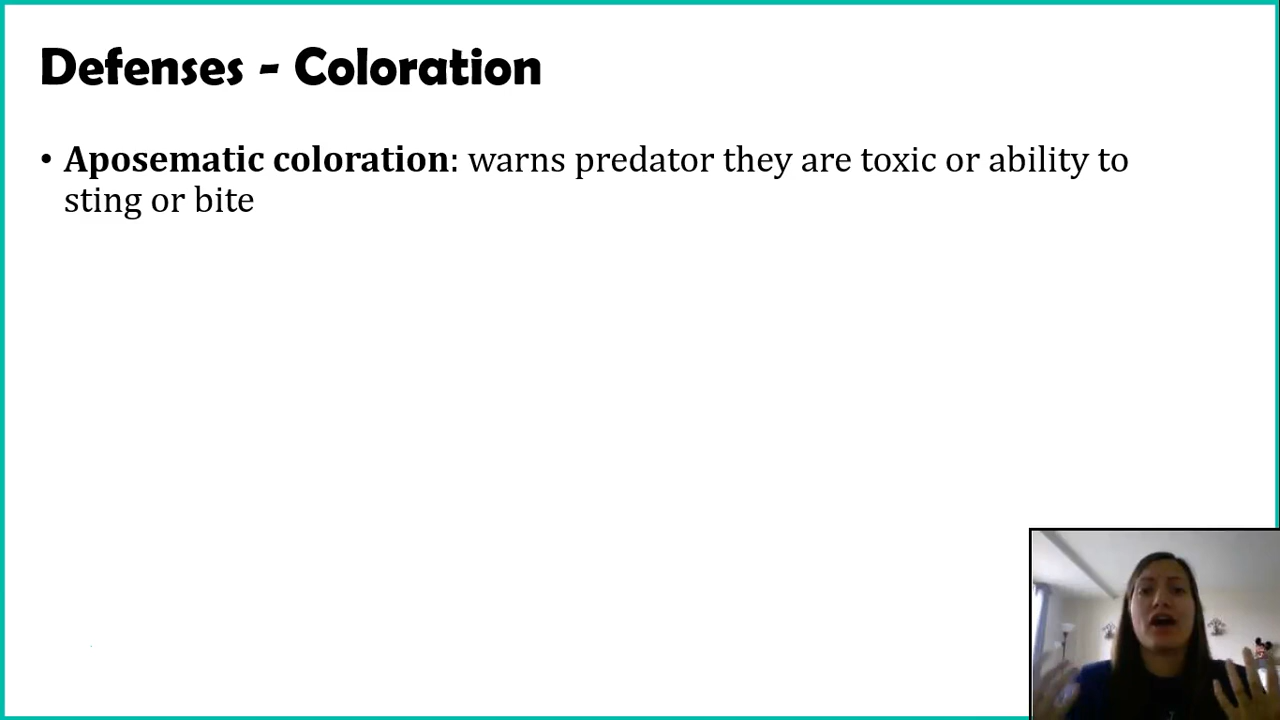 Defenses - Coloration
• Aposematic coloration: warns predator they are toxic or ability to
sting or bite